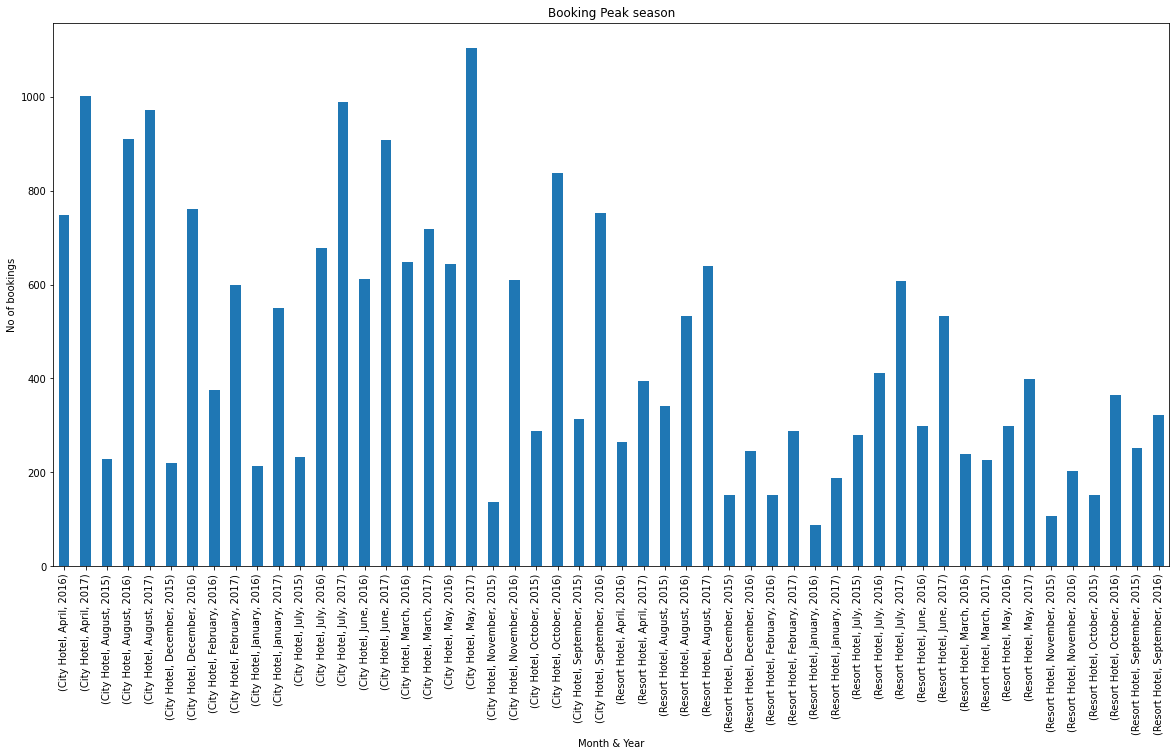 Booking Peak season
No of bookings
1000
800
600
400
200
0
(City Hotel, April, 2016)
(City Hotel, April, 2017)
(City Hotel, August, 2015)
(City Hotel, August, 2016)
(City Hotel, August, 2017)
(City Hotel, December, 2015)
(City Hotel, December, 2016)
(City Hotel, February, 2016)
(City Hotel, February, 2017)
(City Hotel, January, 2016)
(City Hotel, January, 2017)
(City Hotel, July, 2015)
(City Hotel, July, 2016)
(City Hotel, July, 2017)
(City Hotel, June, 2016)
(City Hotel, June, 2017)
(City Hotel, March, 2016)
(City Hotel, March, 2017)
(City Hotel, May, 2016)
(City Hotel, May, 2017)
(City Hotel, November, 2015)
(City Hotel, November, 2016)
(City Hotel, October, 2015)
(City Hotel, October, 2016)
(City Hotel, September, 2015)
(City Hotel, September, 2016)
(Resort Hotel, April, 2016)
(Resort Hotel, April, 2017)
(Resort Hotel, August, 2015)
(Resort Hotel, August, 2016)
(Resort Hotel, August, 2017)
(Resort Hotel, December, 2015)
(Resort Hotel, December, 2016)
(Resort Hotel, February, 2016)
(Resort Hotel, February, 2017)
(Resort Hotel, January, 2016)
(Resort Hotel, January, 2017)
(Resort Hotel, July, 2015)
(Resort Hotel, July, 2016)
(Resort Hotel, July, 2017)
(Resort Hotel, June, 2016)
(Resort Hotel, June, 2017)
(Resort Hotel, March, 2016)
(Resort Hotel, March, 2017)
(Resort Hotel, May, 2016)
(Resort Hotel, May, 2017)
(Resort Hotel, November, 2015)
(Resort Hotel, November, 2016)
(Resort Hotel, October, 2015)
(Resort Hotel, October, 2016)
(Resort Hotel, September, 2015)
(Resort Hotel, September, 2016)
Month & Year